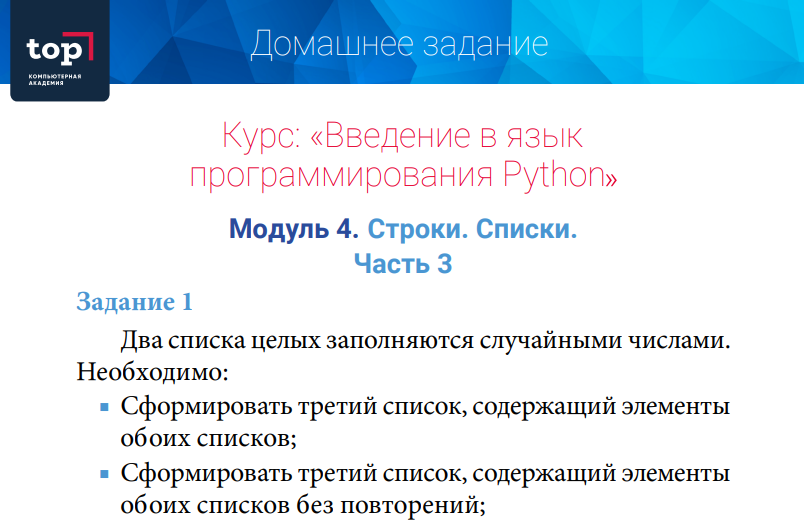 top
КОМПЬЮТЕРНАЯ
АКАДЕМИЯ
Домашнее задание
Курс: «Введение в язык
программирования Python»
Модуль 4. Строки. Списки.
Часть 3
Задание 1
Два списка целых заполняются случайными числами.
Необходимо:
■ Сформировать третий список, содержащий элементы
обоих списков;
■ Сформировать третий список, содержащий элементы
обоих списков без повторений;